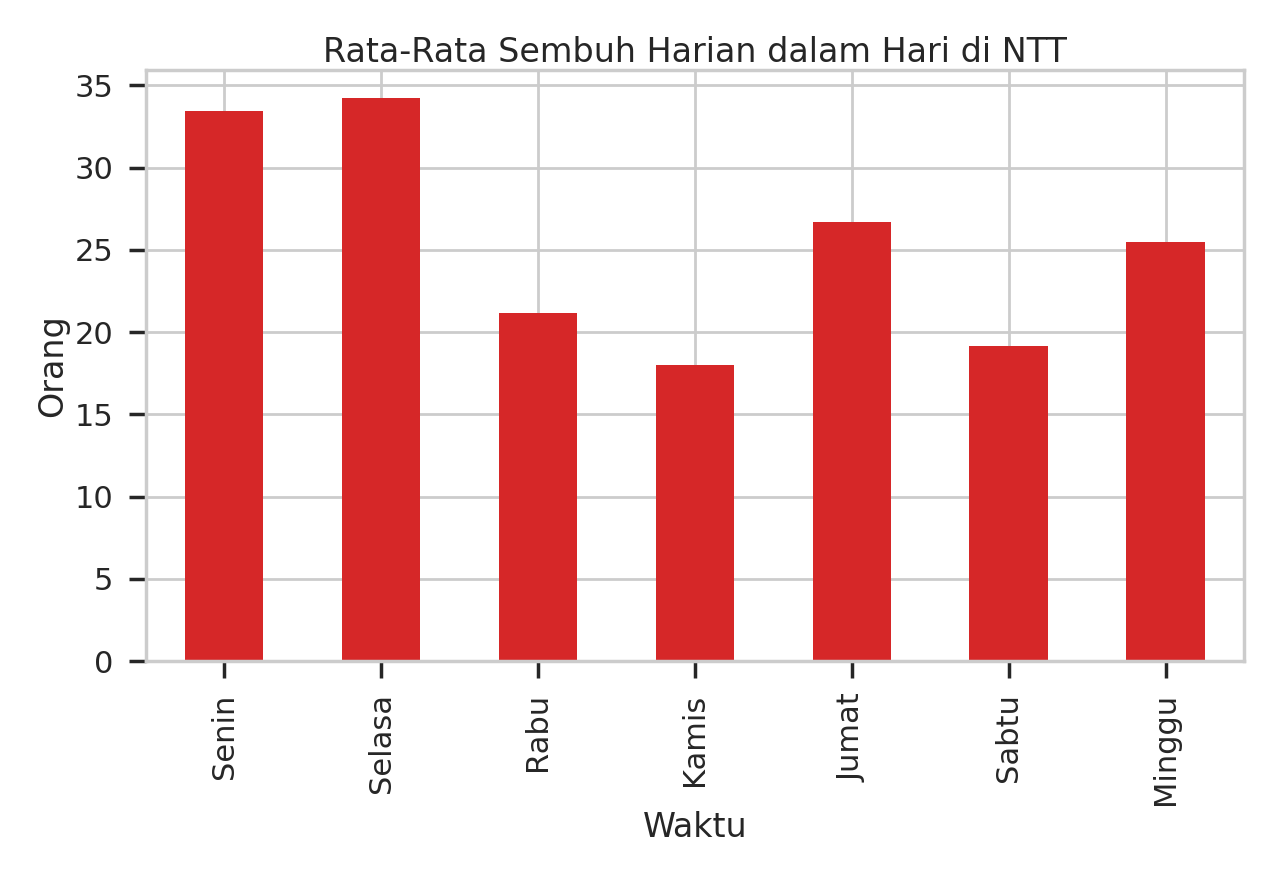 Rata-Rata Sembuh Harian dalam Hari di NTT
35
30
25
20
15
10
5
0
Orang
Senin
Selasa
Rabu
Kamis
Jumat
Sabtu
Minggu
Waktu